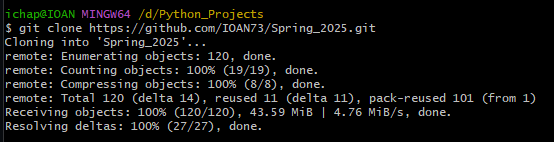 ichap@IOAN MINGW64 /d/Python_Projects
$ git clone https://github.com/IOAN73/Spring_2025.git
Cloning into 'Spring_2025'...
remote: Enumerating objects: 120, done.
remote: Counting objects: 100% (19/19), done.
remote: Compressing objects: 100% (8/8), done.
remote: Total 120 (delta 14), reused 11 (delta 11), pack-reused 101 (from 1)
Receiving objects: 100% (120/120), 43.59 MiB | 4.76 MiB/s, done.
Resolving deltas: 100% (27/27), done.